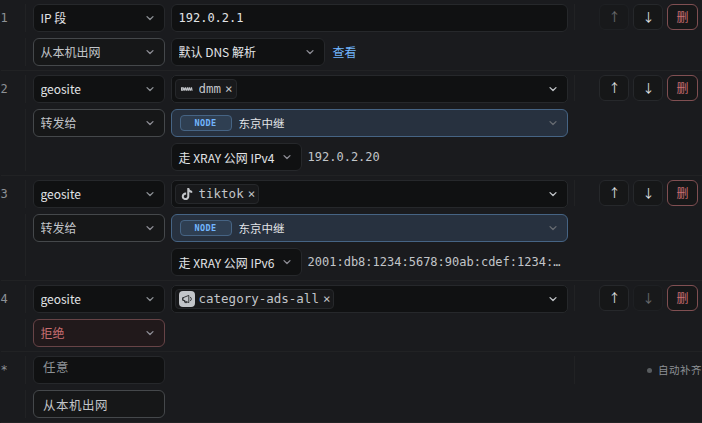 1 IP 段 192.0.2.1 ↑ ↓ 删
从本机出网 默认 DNS 解析 查看
2 geosite dmm × ↑ ↓ 删
转发给 NODE 东京中继
走 XRAY 公网 IPv4 192.0.2.20
3 geosite tiktok × ↑ ↓ 删
转发给 NODE 东京中继
走 XRAY 公网 IPv6 2001:db8:1234:5678:90ab:cdef:1234:…
4 geosite category-ads-all × ↑ ↓ 删
拒绝
* 任意 自动补齐
从本机出网